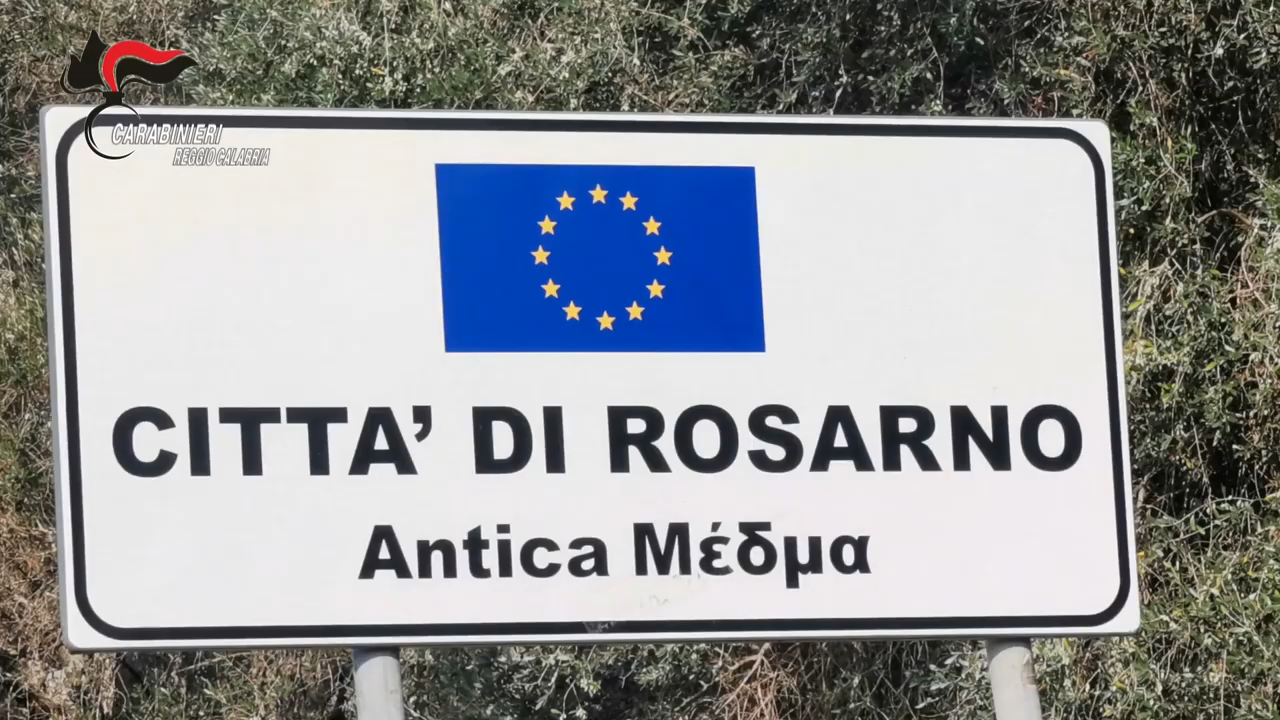 CARABINIERI
REGGIO CALABRIA
CITTA' DI ROSARNO
Antica Μέδμα